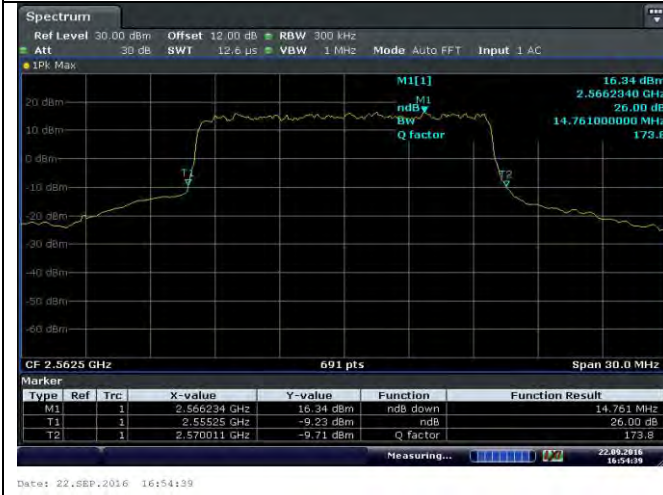 Spectrum
Ref Level 30.00 dBm Offset 12.00 dB RBW 300 kHz
Att 30 dB SWT 12.6 µs VBW 1 MHz Mode Auto FFT Input 1 AC
1Pk Max
M1[1] 16.34 dBm
2.5662340 GHz
20 dBm
M1
ndB 26.00 dB
10 dBm
BW 14.761000000 MHz
Q factor 173.8
0 dBm
T1
T2
-10 dBm
-20 dBm
-30 dBm
-40 dBm
-50 dBm
-60 dBm
CF 2.5625 GHz 691 pts Span 30.0 MHz
Marker
Type Ref Trc X-value Y-value Function Function Result
M1 1 2.566234 GHz 16.34 dBm ndB down 14.761 MHz
T1 1 2.55525 GHz -9.23 dBm ndB 26.00 dB
T2 1 2.570011 GHz -9.71 dBm Q factor 173.8
Measuring... 22.09.2016
16:54:39
Date: 22.SEP.2016 16:54:39